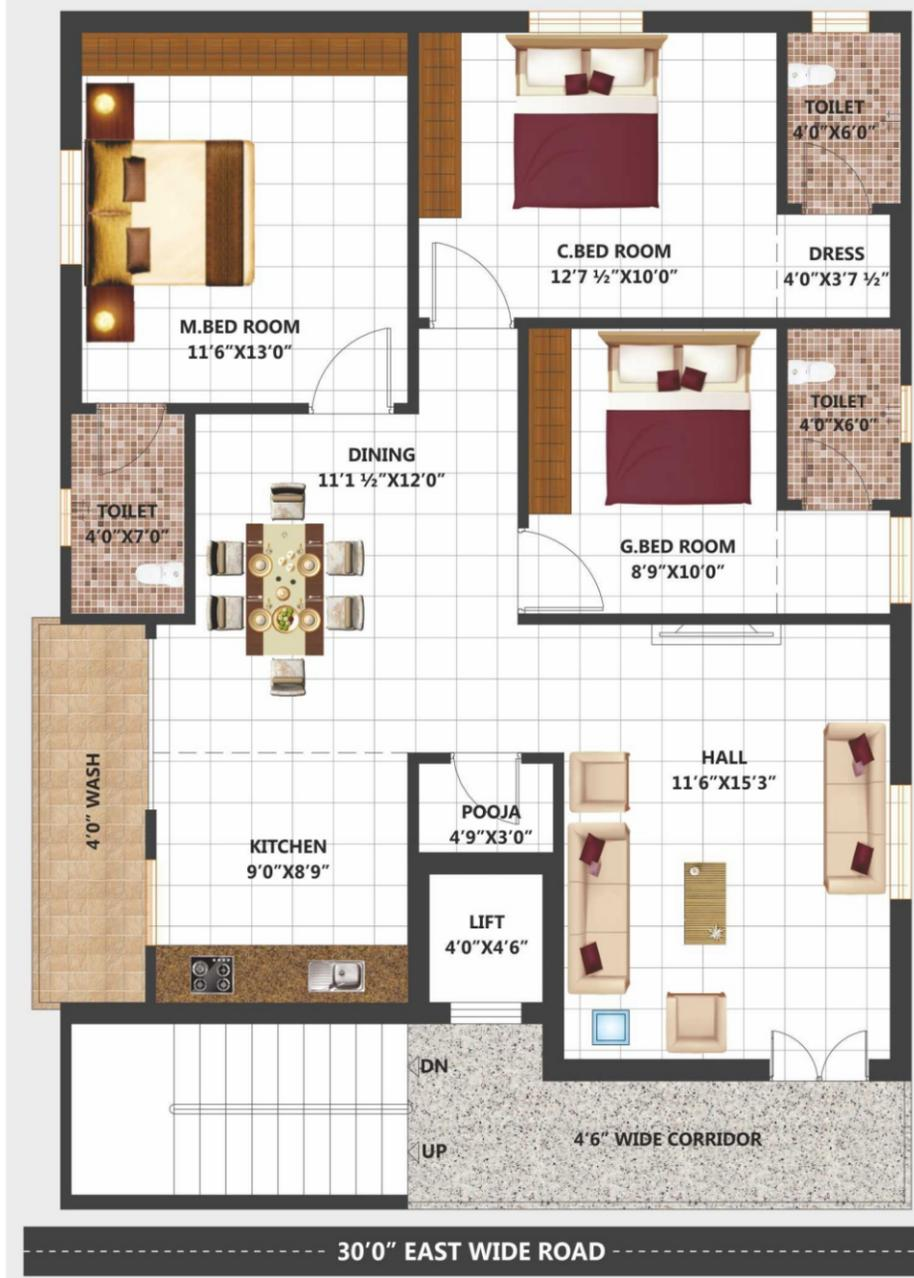 TOILET
4'0"X6'0"
C.BED ROOM
12'7 ½"X10'0"
DRESS
4'0"X3'7 ½"
M.BED ROOM
11'6"X13'0"
TOILET
4'0"X6'0"
DINING
11'1 ½"X12'0"
TOILET
4'0"X7'0"
G.BED ROOM
8'9"X10'0"
4'0" WASH
HALL
11'6"X15'3"
POOJA
4'9"X3'0"
KITCHEN
9'0"X8'9"
LIFT
4'0"X4'6"
DN
UP
4'6" WIDE CORRIDOR
30'0" EAST WIDE ROAD